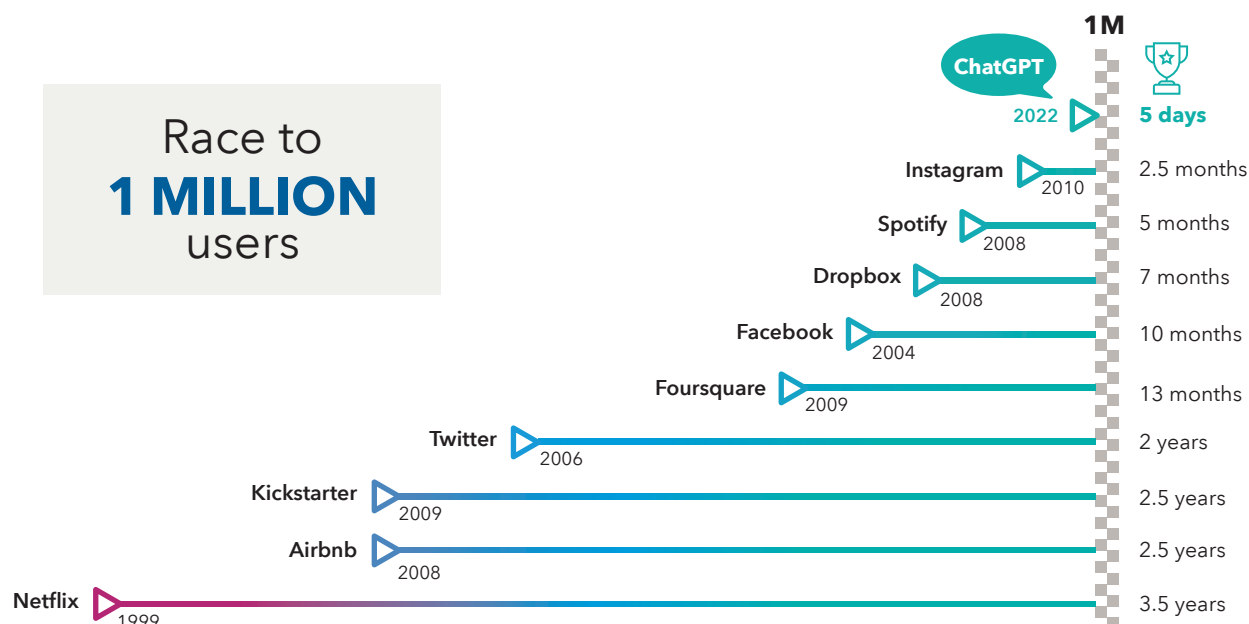 1M
ChatGPT
2022
5 days
Race to
1 MILLION
users
Instagram
2010
2.5 months
Spotify
2008
5 months
Dropbox
2008
7 months
Facebook
2004
10 months
Foursquare
2009
13 months
Twitter
2006
2 years
Kickstarter
2009
2.5 years
Airbnb
2008
2.5 years
Netflix
1999
3.5 years